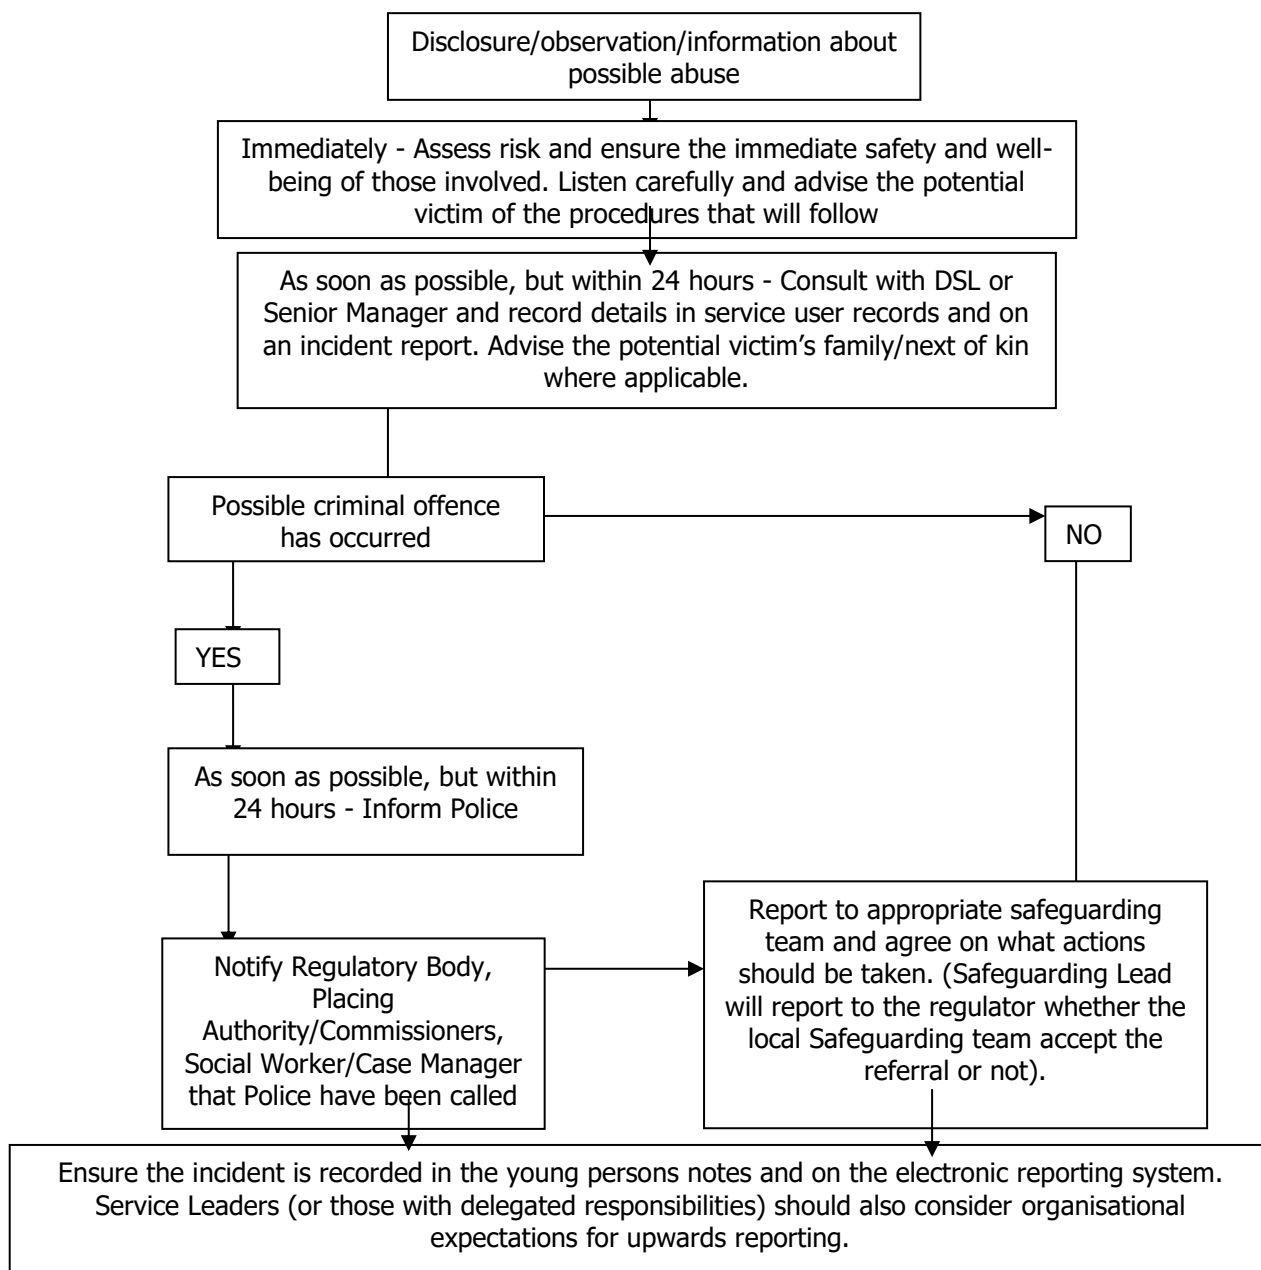 Disclosure/observation/information about
possible abuse
Immediately - Assess risk and ensure the immediate safety and well-
being of those involved. Listen carefully and advise the potential
victim of the procedures that will follow
As soon as possible, but within 24 hours - Consult with DSL or
Senior Manager and record details in service user records and on
an incident report. Advise the potential victim’s family/next of kin
where applicable.
Possible criminal offence
has occurred
NO
YES
As soon as possible, but within
24 hours - Inform Police
Notify Regulatory Body,
Placing
Authority/Commissioners,
Social Worker/Case Manager
that Police have been called
Report to appropriate safeguarding
team and agree on what actions
should be taken. (Safeguarding Lead
will report to the regulator whether the
local Safeguarding team accept the
referral or not).
Ensure the incident is recorded in the young persons notes and on the electronic reporting system.
Service Leaders (or those with delegated responsibilities) should also consider organisational
expectations for upwards reporting.